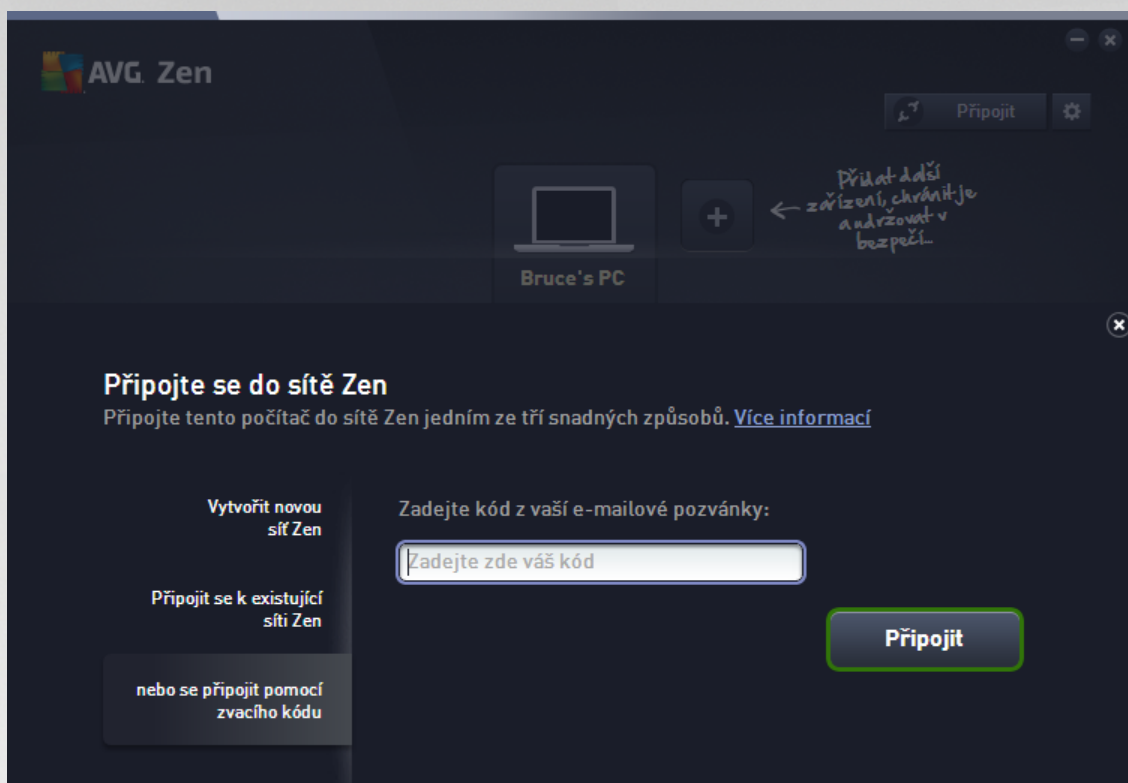 AVG. Zen
Připojit
Přidat další
zařízení, chránit je
a udržovat v
bezpečí...
Bruce's PC
Připojte se do sítě Zen
Připojte tento počítač do sítě Zen jedním ze tří snadných způsobů. Více informací
Vytvořit novou
síť Zen
Připojit se k existující
síti Zen
nebo se připojit pomocí
zvacího kódu
Zadejte kód z vaší e-mailové pozvánky:
Zadejte zde váš kód
Připojit